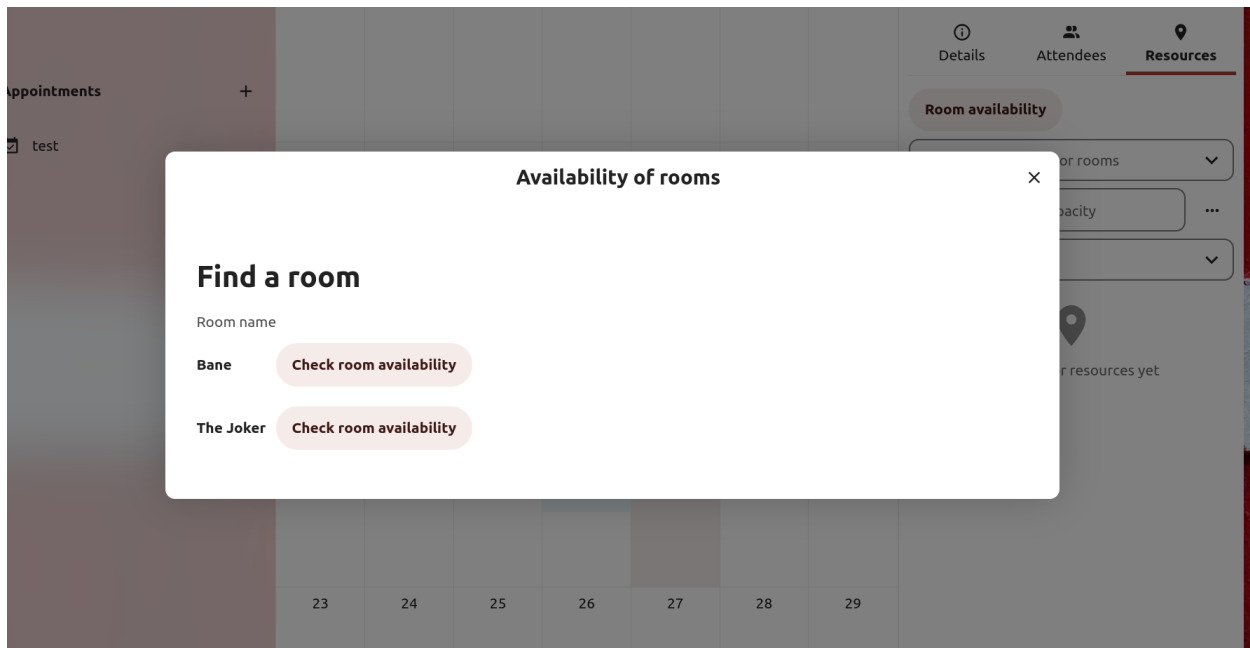 Details
Attendees
Resources
Appointments
Room availability
test
or rooms
Availability of rooms
Find a room
Room name
Bane
Check room availability
The Joker
Check room availability
resources yet
23
24
25
26
27
28
29